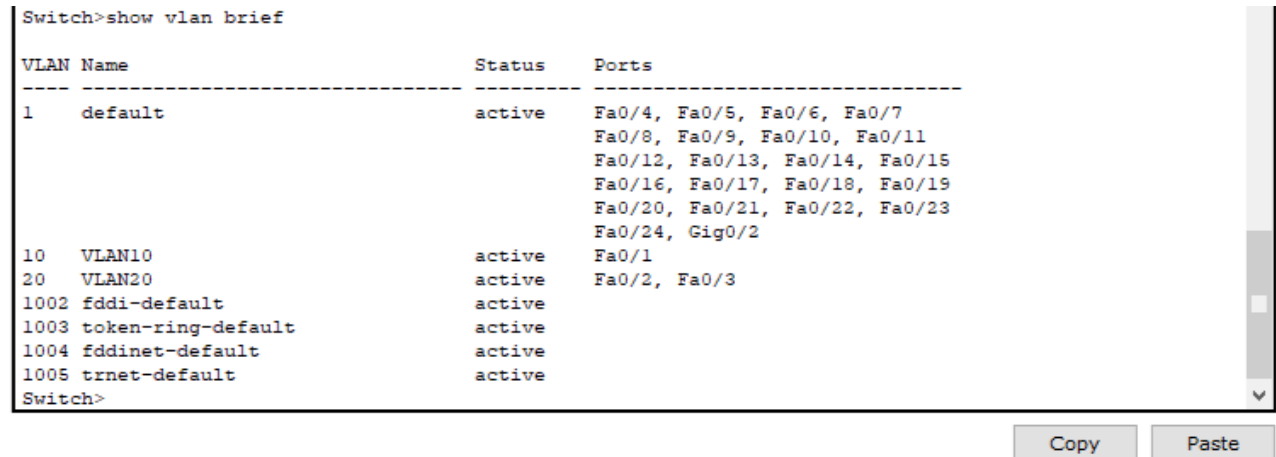 Switch>show vlan brief
VLAN Name                             Status    Ports
---- -------------------------------- --------- -------------------------------
1    default                          active    Fa0/4, Fa0/5, Fa0/6, Fa0/7
                                                Fa0/8, Fa0/9, Fa0/10, Fa0/11
                                                Fa0/12, Fa0/13, Fa0/14, Fa0/15
                                                Fa0/16, Fa0/17, Fa0/18, Fa0/19
                                                Fa0/20, Fa0/21, Fa0/22, Fa0/23
                                                Fa0/24, Gig0/2
10   VLAN10                           active    Fa0/1
20   VLAN20                           active    Fa0/2, Fa0/3
1002 fddi-default                     active
1003 token-ring-default               active
1004 fddinet-default                  active
1005 trnet-default                    active
Switch>
Copy Paste